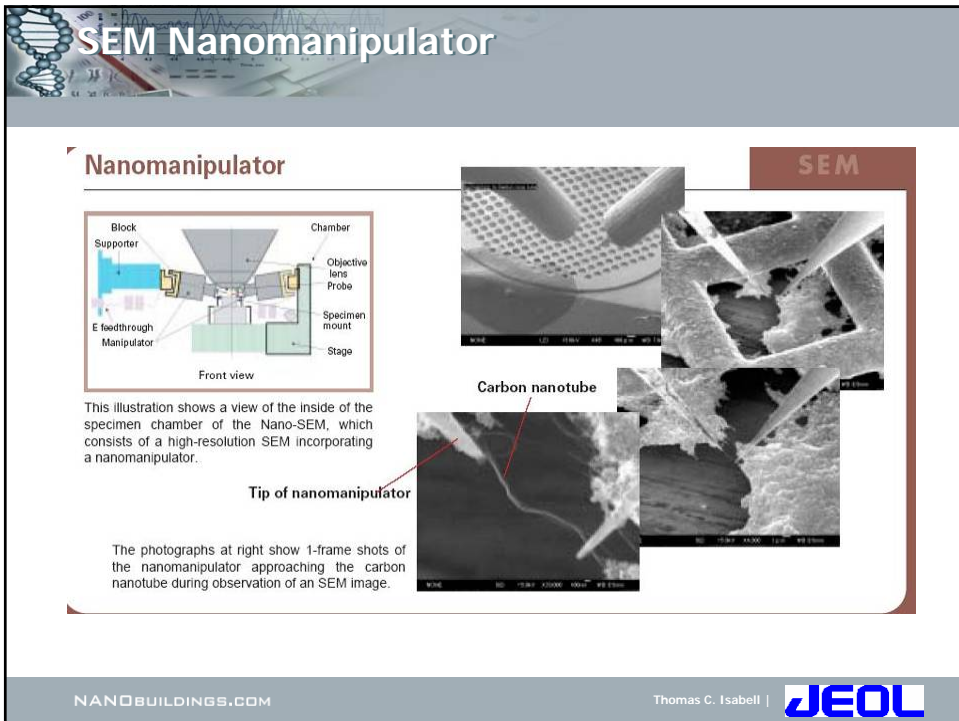 SEM Nanomanipulator
Nanomanipulator
SEM
Block
Supporter
Chamber
Objective
lens
Probe
Specimen
mount
E feedthrough
Manipulator
Stage
Front view
This illustration shows a view of the inside of the
specimen chamber of the Nano-SEM, which
consists of a high-resolution SEM incorporating
a nanomanipulator.
Carbon nanotube
Tip of nanomanipulator
The photographs at right show 1-frame shots of
the nanomanipulator approaching the carbon
nanotube during observation of an SEM image.
NANOBUILDINGS.COM
Thomas C. Isabell |
JEOL